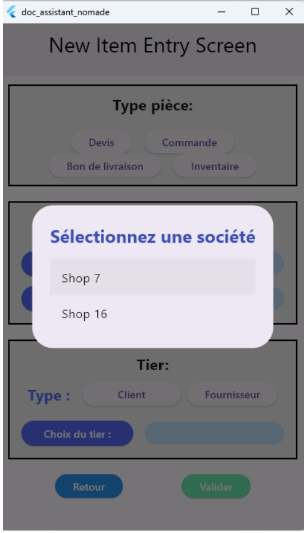 doc_assistant_nomade
New Item Entry Screen
Type pièce:
Devis Commande
Bon de livraison Inventaire
Sélectionnez une société
Shop 7
Shop 16
Tier:
Type : Client Fournisseur
Choix du tier :
Retour Valider